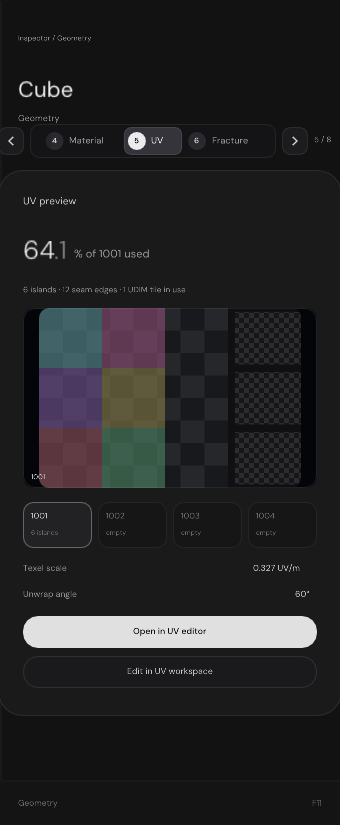 Inspector / Geometry
Cube
Geometry
4 Material 5 UV 6 Fracture 5 / 8
UV preview
64.1 % of 1001 used
6 islands · 12 seam edges · 1 UDIM tile in use
1001
1001 1002 1003 1004
6 islands empty empty empty
Texel scale 0.327 UV/m
Unwrap angle 60°
Open in UV editor
Edit in UV workspace
Geometry F11